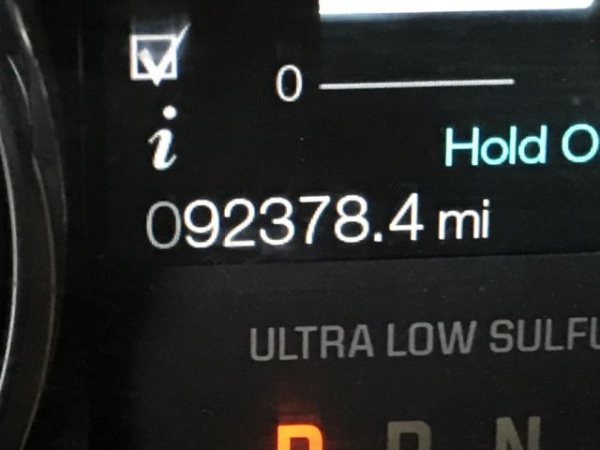 0
i
Hold O
092378.4 mi
ULTRA LOW SULFU
P R N